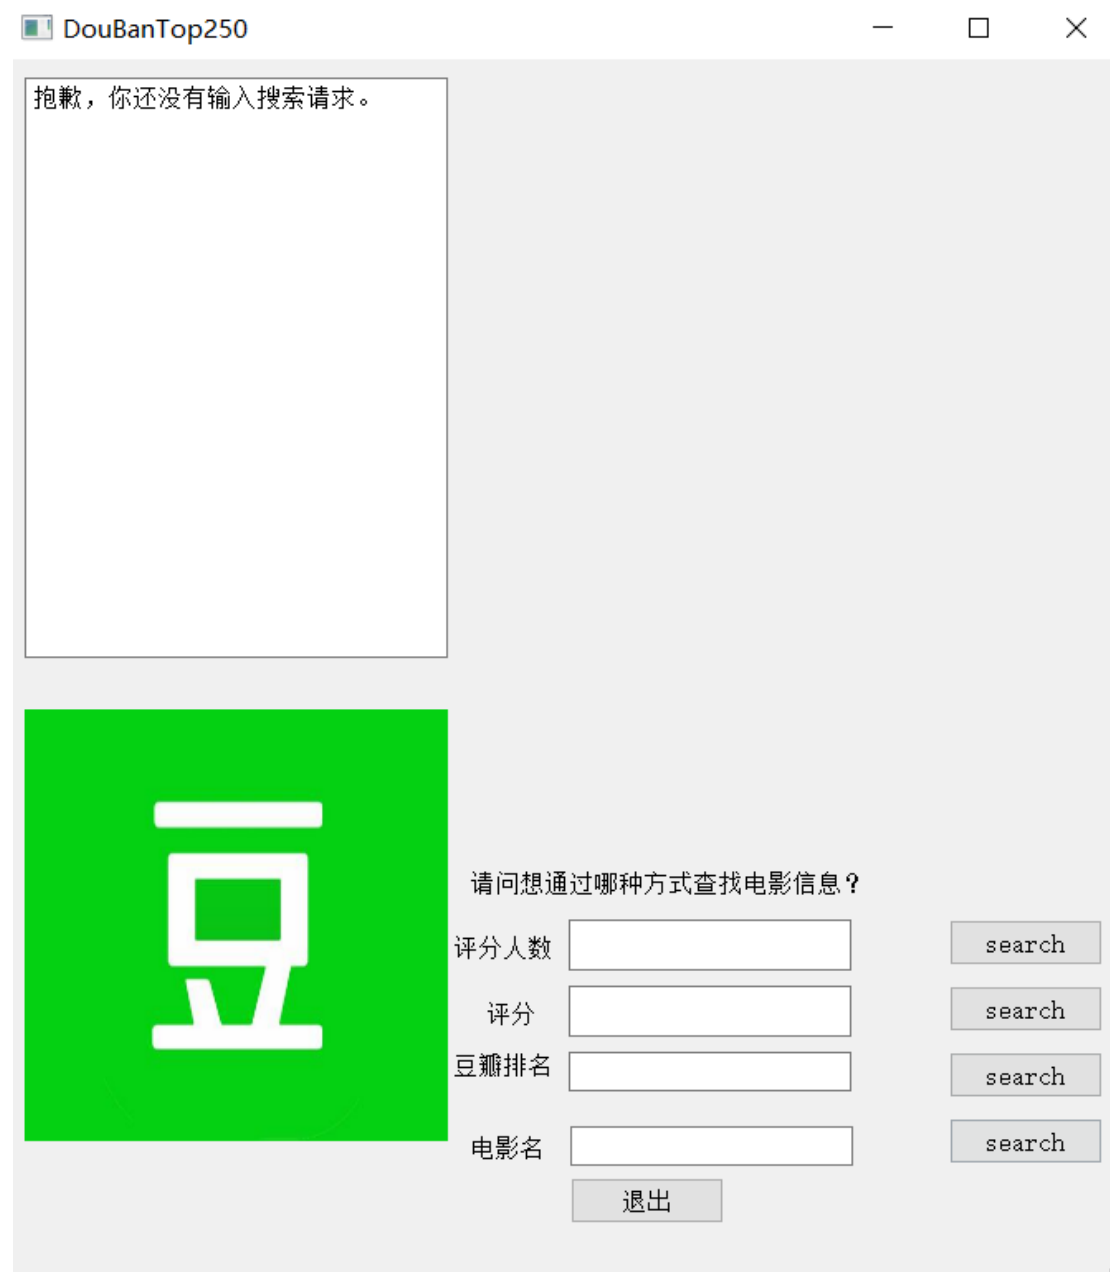 DouBanTop250
抱歉，你还没有输入搜索请求。
豆
请问想通过哪种方式查找电影信息？
评分人数
search
评分
search
豆瓣排名
search
电影名
search
退出